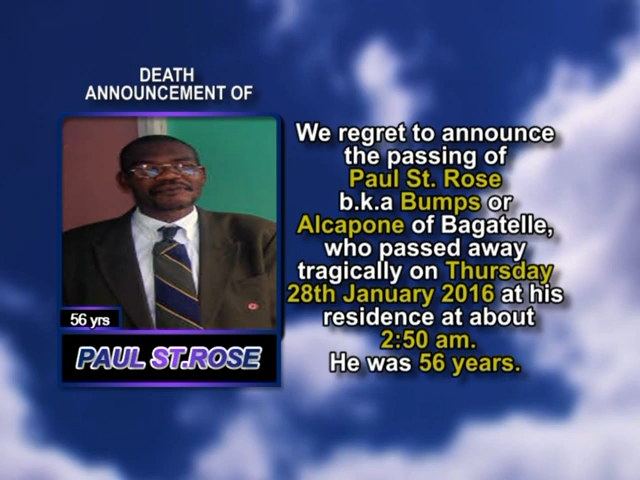 DEATH
ANNOUNCEMENT OF
56 yrs
PAUL ST.ROSE
We regret to announce
the passing of
Paul St. Rose
b.k.a Bumps or
Alcapone of Bagatelle,
who passed away
tragically on Thursday
28th January 2016 at his
residence at about
2:50 am.
He was 56 years.